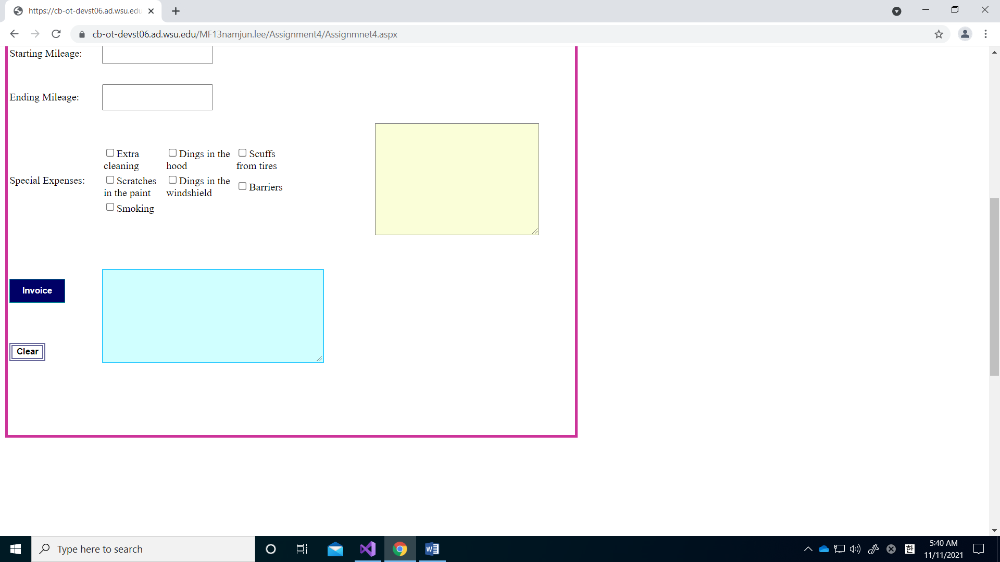 https://cb-ot-devst06.ad.wsu.edu
cb-ot-devst06.ad.wsu.edu/MF13namjun.lee/Assignment4/Assignmnet4.aspx
Starting Mileage:
Ending Mileage:
Special Expenses:
Extra cleaning
Dings in the hood
Scuffs from tires
Scratches in the paint
Dings in the windshield
Barriers
Smoking
Invoice
Clear
Type here to search
한
5:40 AM
11/11/2021